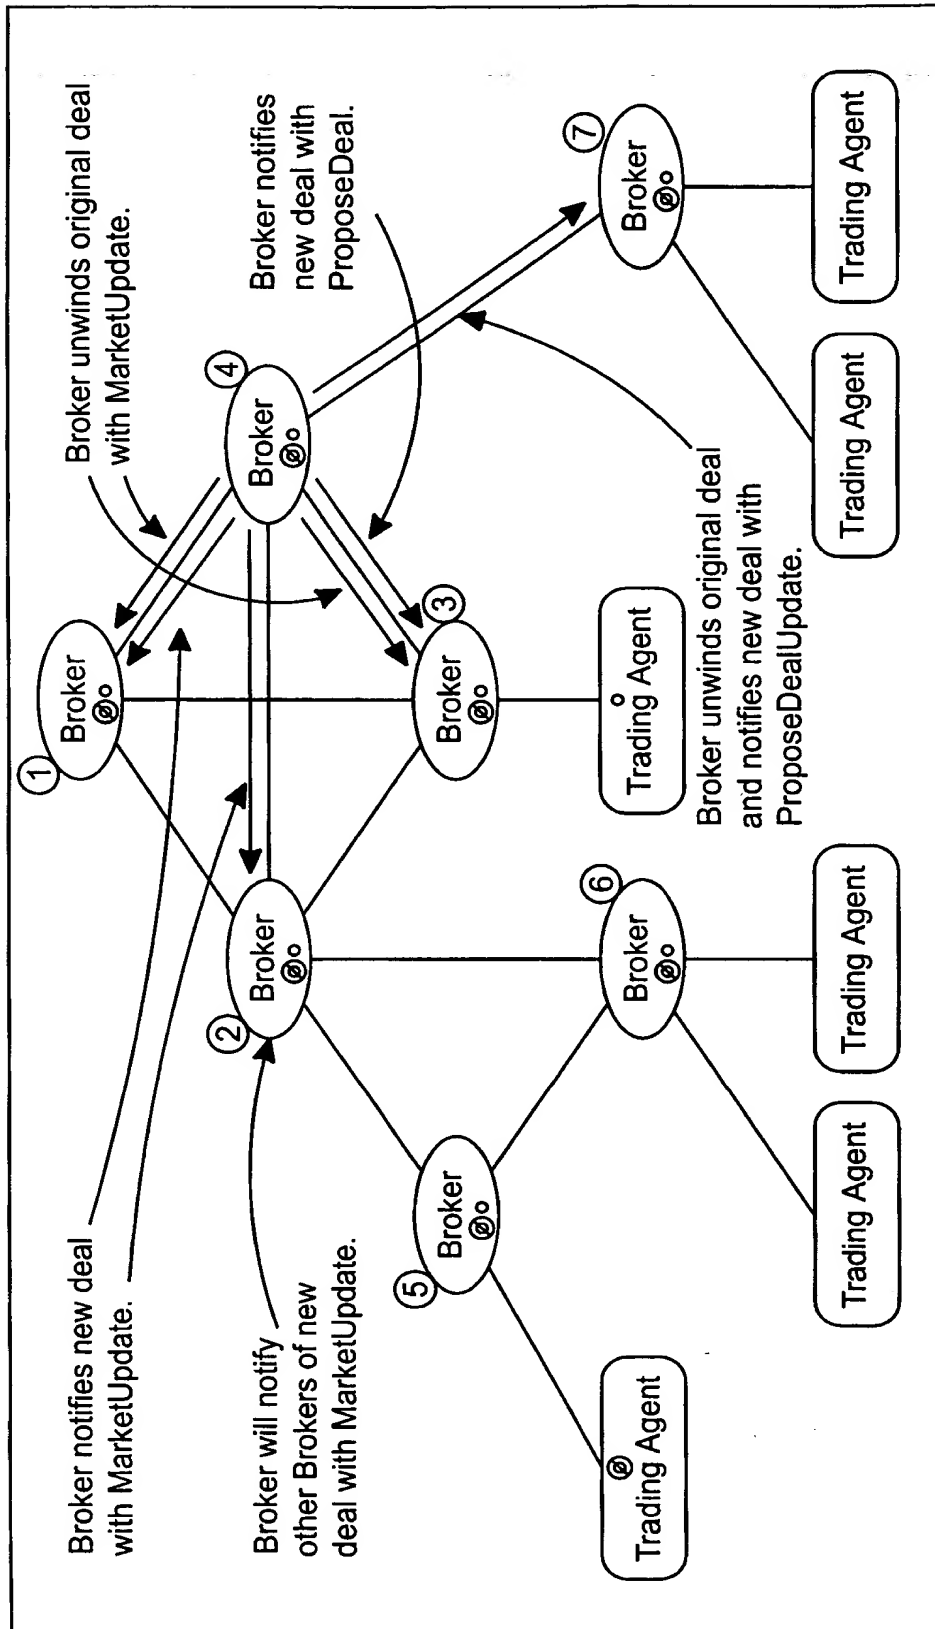 Broker notifies new deal
with MarketUpdate.
Broker unwinds original deal
with MarketUpdate.
Broker will notify
other Brokers of new
deal with MarketUpdate.
Broker notifies
new deal with
ProposeDeal.
1
Broker
2
Broker
4
Broker
5
Broker
3
Broker
7
Broker
6
Broker
Trading Agent
Trading Agent
Broker unwinds original deal
and notifies new deal with
ProposeDealUpdate.
Trading Agent
Trading Agent
Trading Agent
Trading Agent